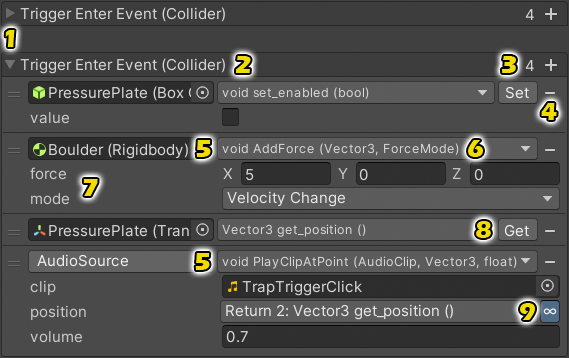 Trigger Enter Event (Collider) 4 +
1
Trigger Enter Event (Collider) 2 3 4 +
PressurePlate (Box void set_enabled (bool) Set −
4
value
Boulder (Rigidbody) 5 void AddForce (Vector3, ForceMode) 6 −
force X 5 Y 0 Z 0
7
mode Velocity Change
PressurePlate (Tran Vector3 get_position () 8 Get −
AudioSource 5 void PlayClipAtPoint (AudioClip, Vector3, float) −
clip TrapTriggerClick
position Return 2: Vector3 get_position () 9 ∞
volume 0.7